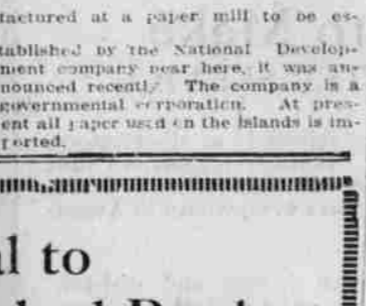 factured at a paper mill to be es-
tablished by the National Develop-
ment company near here, it was an-
nounced recently. The company is a
governmental corporation. At pres-
ent all paper used on the islands is im-
ported.
al to